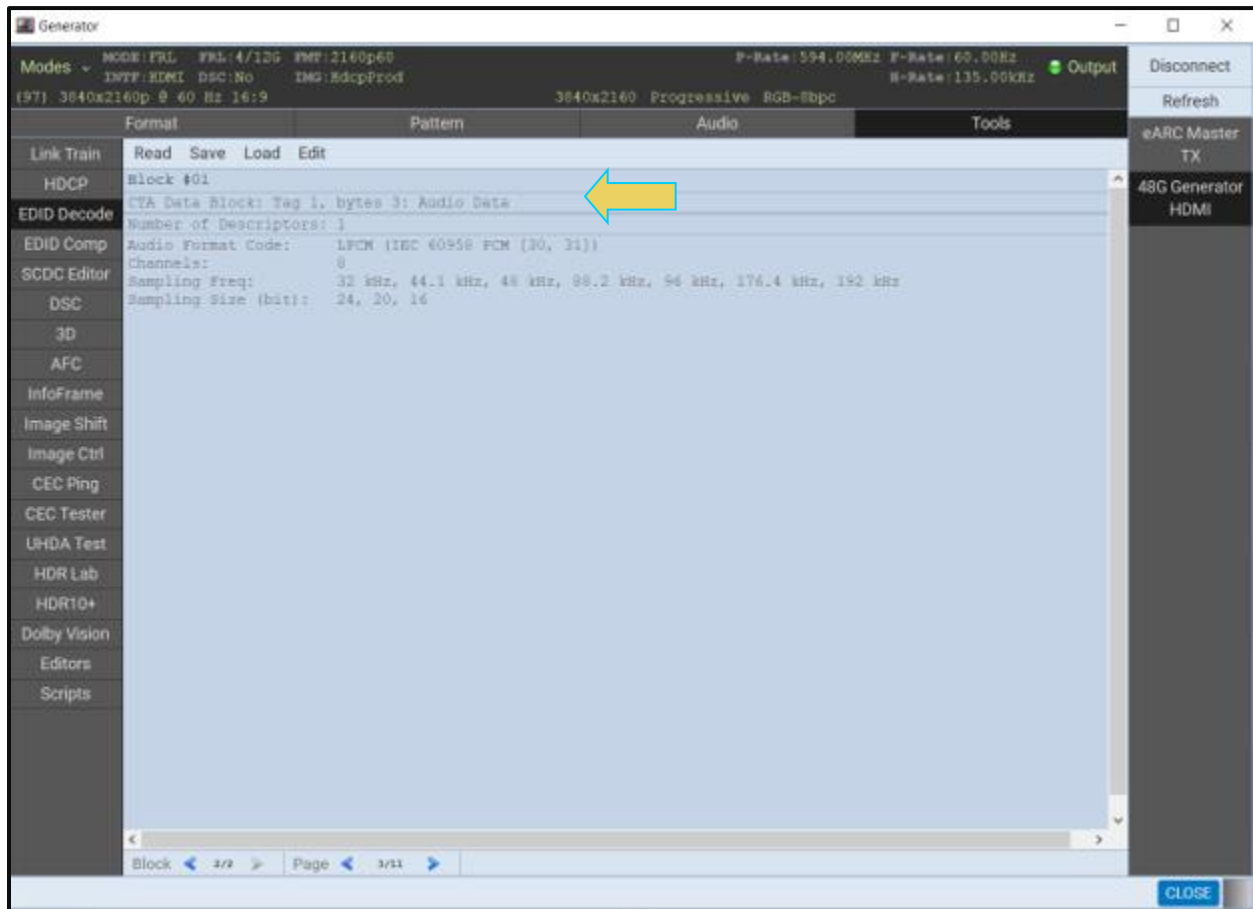 Generator
Modes MODE:FRL FRL:4/12G FMT:2160p60 P-Rate:594.00MHz F-Rate:60.00Hz Output
INTF:HDMI DSC:No IMG:HdcpProd H-Rate:135.00kHz
(97) 3840x2160p @ 60 Hz 16:9 3840x2160 Progressive RGB-8bpc
Disconnect
Refresh
Format Pattern Audio Tools
eARC Master
TX
48G Generator
HDMI
Link Train
HDCP
EDID Decode
EDID Comp
SCDC Editor
DSC
3D
AFC
InfoFrame
Image Shift
Image Ctrl
CEC Ping
CEC Tester
UHDA Test
HDR Lab
HDR10+
Dolby Vision
Editors
Scripts
Read Save Load Edit
Block #01
CTA Data Block: Tag 1, bytes 3: Audio Data
Number of Descriptors: 1
Audio Format Code: LPCM (IEC 60958 PCM [30, 31])
Channels: 8
Sampling Freq: 32 kHz, 44.1 kHz, 48 kHz, 88.2 kHz, 96 kHz, 176.4 kHz, 192 kHz
Sampling Size (bit): 24, 20, 16
Block 2/2 Page 3/11
CLOSE